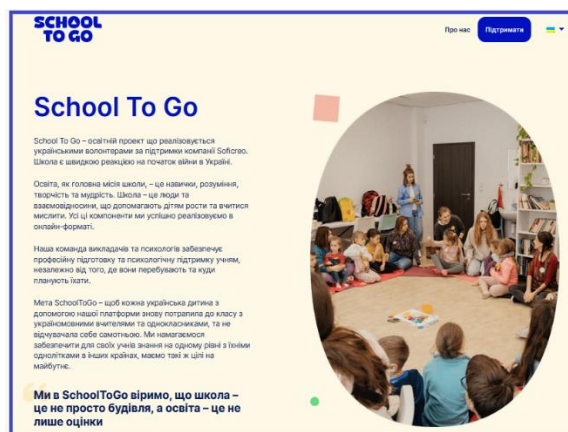 SCHOOL
TO GO
Про нас
Підтримати
School To Go
School To Go – освітній проект що реалізовується
українськими волонтерами за підтримки компанії Soficreo.
Школа є швидкою реакцією на початок війни в Україні.
Освіта, як головна місія школи, – це навички, розуміння,
творчість та мудрість. Школа – це люди та
взаємовідносини, що допомагають дітям рости та вчитися
мислити. Усі ці компоненти ми успішно реалізовуємо в
онлайн-форматі.
Наша команда викладачів та психологів забезпечує
професійну підготовку та психологічну підтримку учням,
незалежно від того, де вони перебувають та куди
планують їхати.
Мета SchoolToGo – щоб кожна українська дитина з
допомогою нашої платформи знову потрапила до класу з
україномовними вчителями та однокласниками, та не
відчувала себе самотньою. Ми намагаємося
забезпечити для своїх учнів знання на одному рівні з їхніми
однолітками в інших країнах, маємо такі ж цілі на
майбутнє.
Ми в SchoolToGo віримо, що школа –
це не просто будівля, а освіта – це не
лише оцінки